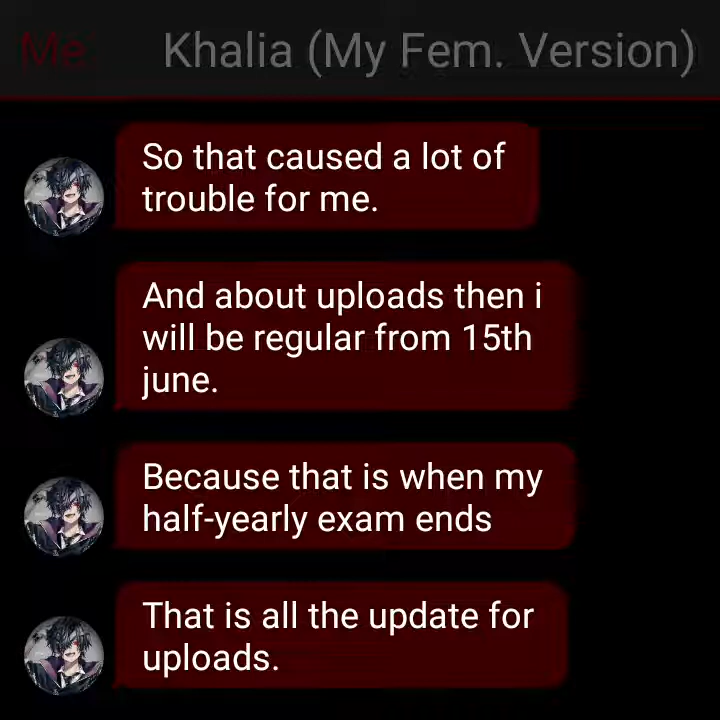 Me Khalia (My Fem. Version)
So that caused a lot of
trouble for me.
And about uploads then i
will be regular from 15th
june.
Because that is when my
half-yearly exam ends
That is all the update for
uploads.